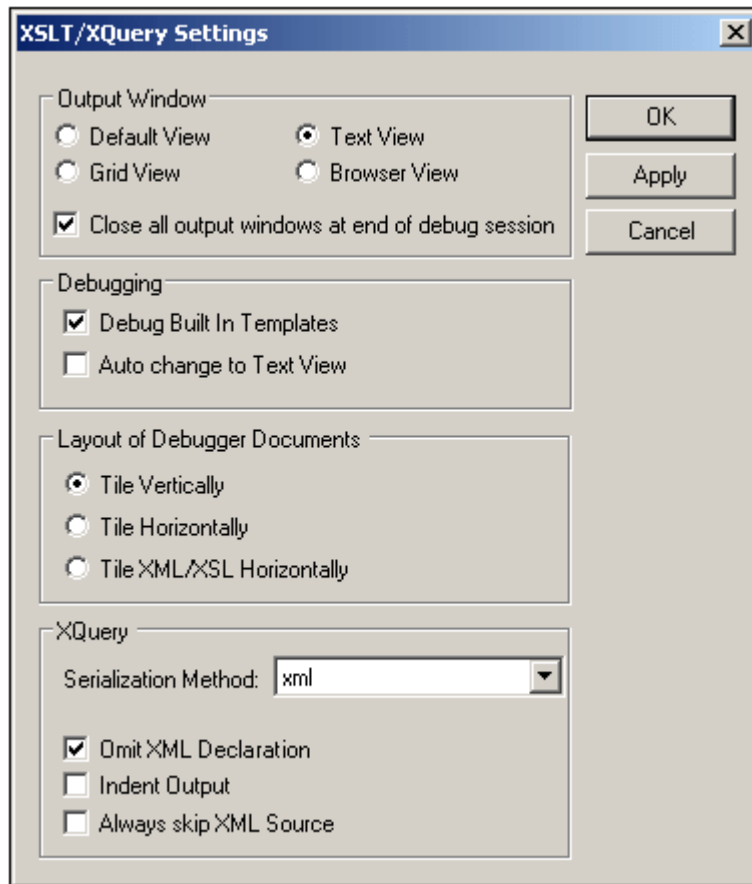 XSLT/XQuery Settings
Output Window
Default View
Text View
Grid View
Browser View
Close all output windows at end of debug session
OK
Apply
Cancel
Debugging
Debug Built In Templates
Auto change to Text View
Layout of Debugger Documents
Tile Vertically
Tile Horizontally
Tile XML/XSL Horizontally
XQuery
Serialization Method: xml
Omit XML Declaration
Indent Output
Always skip XML Source